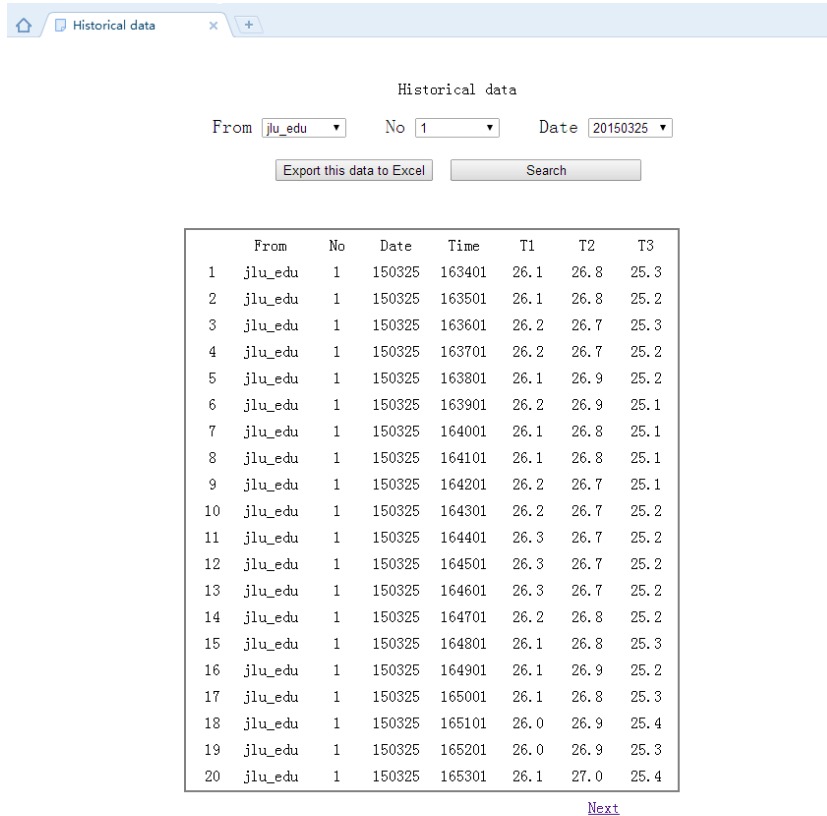 Historical data
Historical data
From jlu_edu No 1 Date 20150325
Export this data to Excel Search
From No Date Time T1 T2 T3
1 jlu_edu 1 150325 163401 26.1 26.8 25.3
2 jlu_edu 1 150325 163501 26.1 26.8 25.2
3 jlu_edu 1 150325 163601 26.2 26.7 25.3
4 jlu_edu 1 150325 163701 26.2 26.7 25.2
5 jlu_edu 1 150325 163801 26.1 26.9 25.2
6 jlu_edu 1 150325 163901 26.2 26.9 25.1
7 jlu_edu 1 150325 164001 26.1 26.8 25.1
8 jlu_edu 1 150325 164101 26.1 26.8 25.1
9 jlu_edu 1 150325 164201 26.2 26.7 25.1
10 jlu_edu 1 150325 164301 26.2 26.7 25.2
11 jlu_edu 1 150325 164401 26.3 26.7 25.2
12 jlu_edu 1 150325 164501 26.3 26.7 25.2
13 jlu_edu 1 150325 164601 26.3 26.7 25.2
14 jlu_edu 1 150325 164701 26.2 26.8 25.2
15 jlu_edu 1 150325 164801 26.1 26.8 25.3
16 jlu_edu 1 150325 164901 26.1 26.9 25.2
17 jlu_edu 1 150325 165001 26.1 26.8 25.3
18 jlu_edu 1 150325 165101 26.0 26.9 25.4
19 jlu_edu 1 150325 165201 26.0 26.9 25.3
20 jlu_edu 1 150325 165301 26.1 27.0 25.4
Next